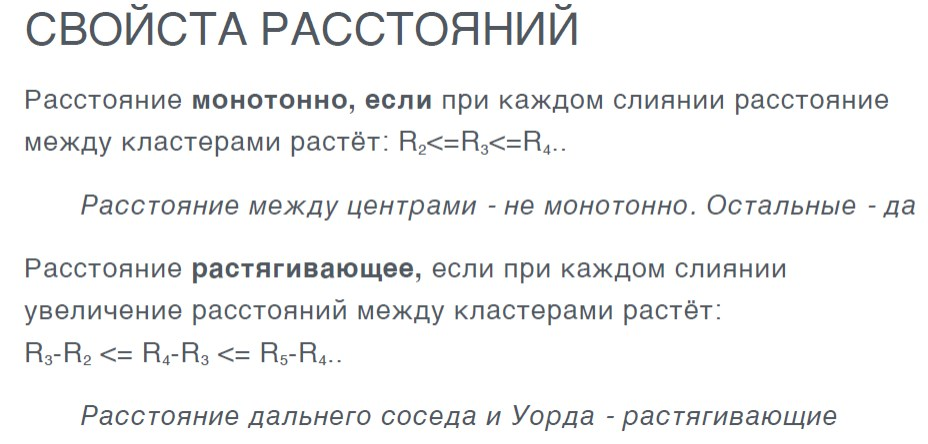 СВОЙСТА РАССТОЯНИЙ
Расстояние монотонно, если при каждом слиянии расстояние
между кластерами растёт: R₂<=R₃<=R₄..
Расстояние между центрами - не монотонно. Остальные - да
Расстояние растягивающее, если при каждом слиянии
увеличение расстояний между кластерами растёт:
R₃-R₂ <= R₄-R₃ <= R₅-R₄..
Расстояние дальнего соседа и Уорда - растягивающие